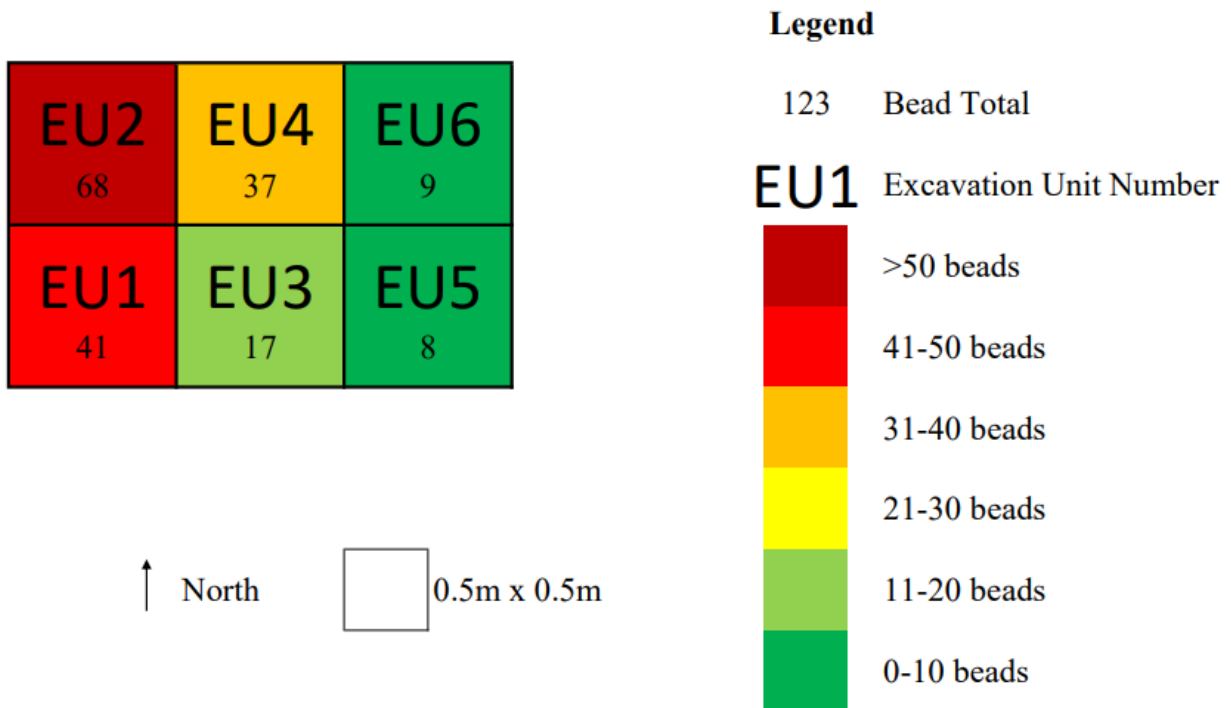 Legend
EU2
68
EU4
37
EU6
9
EU1
41
EU3
17
EU5
8
123 Bead Total
EU1 Excavation Unit Number
>50 beads
41-50 beads
31-40 beads
21-30 beads
11-20 beads
0-10 beads
North
0.5m x 0.5m